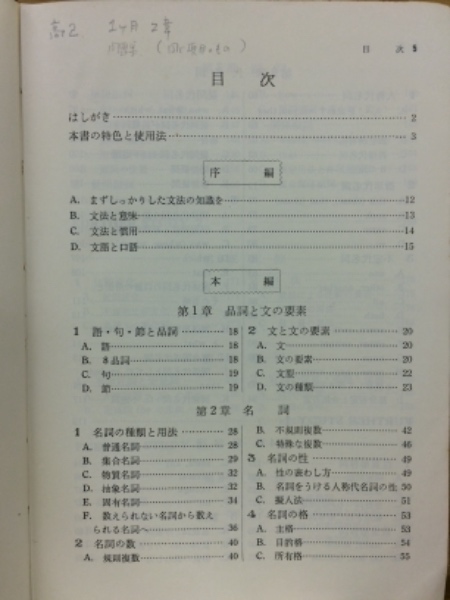 高2 1ヶ月 2章
目 次 5
目 次
はしがき 2
本書の特色と使用法 3
序 編
A. まずしっかりした文法の知識を 12
B. 文法と意味 13
C. 文法と慣用 14
D. 文語と口語 15
本 編
第1章 品詞と文の要素
1 語・句・節と品詞 18
A. 語 18
B. 8品詞 18
C. 句 19
D. 節 19
2 文と文の要素 20
A. 文 20
B. 文の要素 20
C. 文型 22
D. 文の種類 23
第2章 名 詞
1 名詞の種類と用法 28
A. 普通名詞 28
B. 集合名詞 29
C. 物質名詞 32
D. 抽象名詞 32
E. 固有名詞 34
F. 数えられない名詞から数え
られる名詞へ 36
2 名詞の数 40
A. 規則複数 40
B. 不規則複数 42
C. 特殊な複数 46
3 名詞の性 49
A. 性の表わし方 49
B. 名詞をうける人称代名詞の性 50
C. 擬人法 51
4 名詞の格 53
A. 主格 53
B. 目的格 54
C. 所有格 55